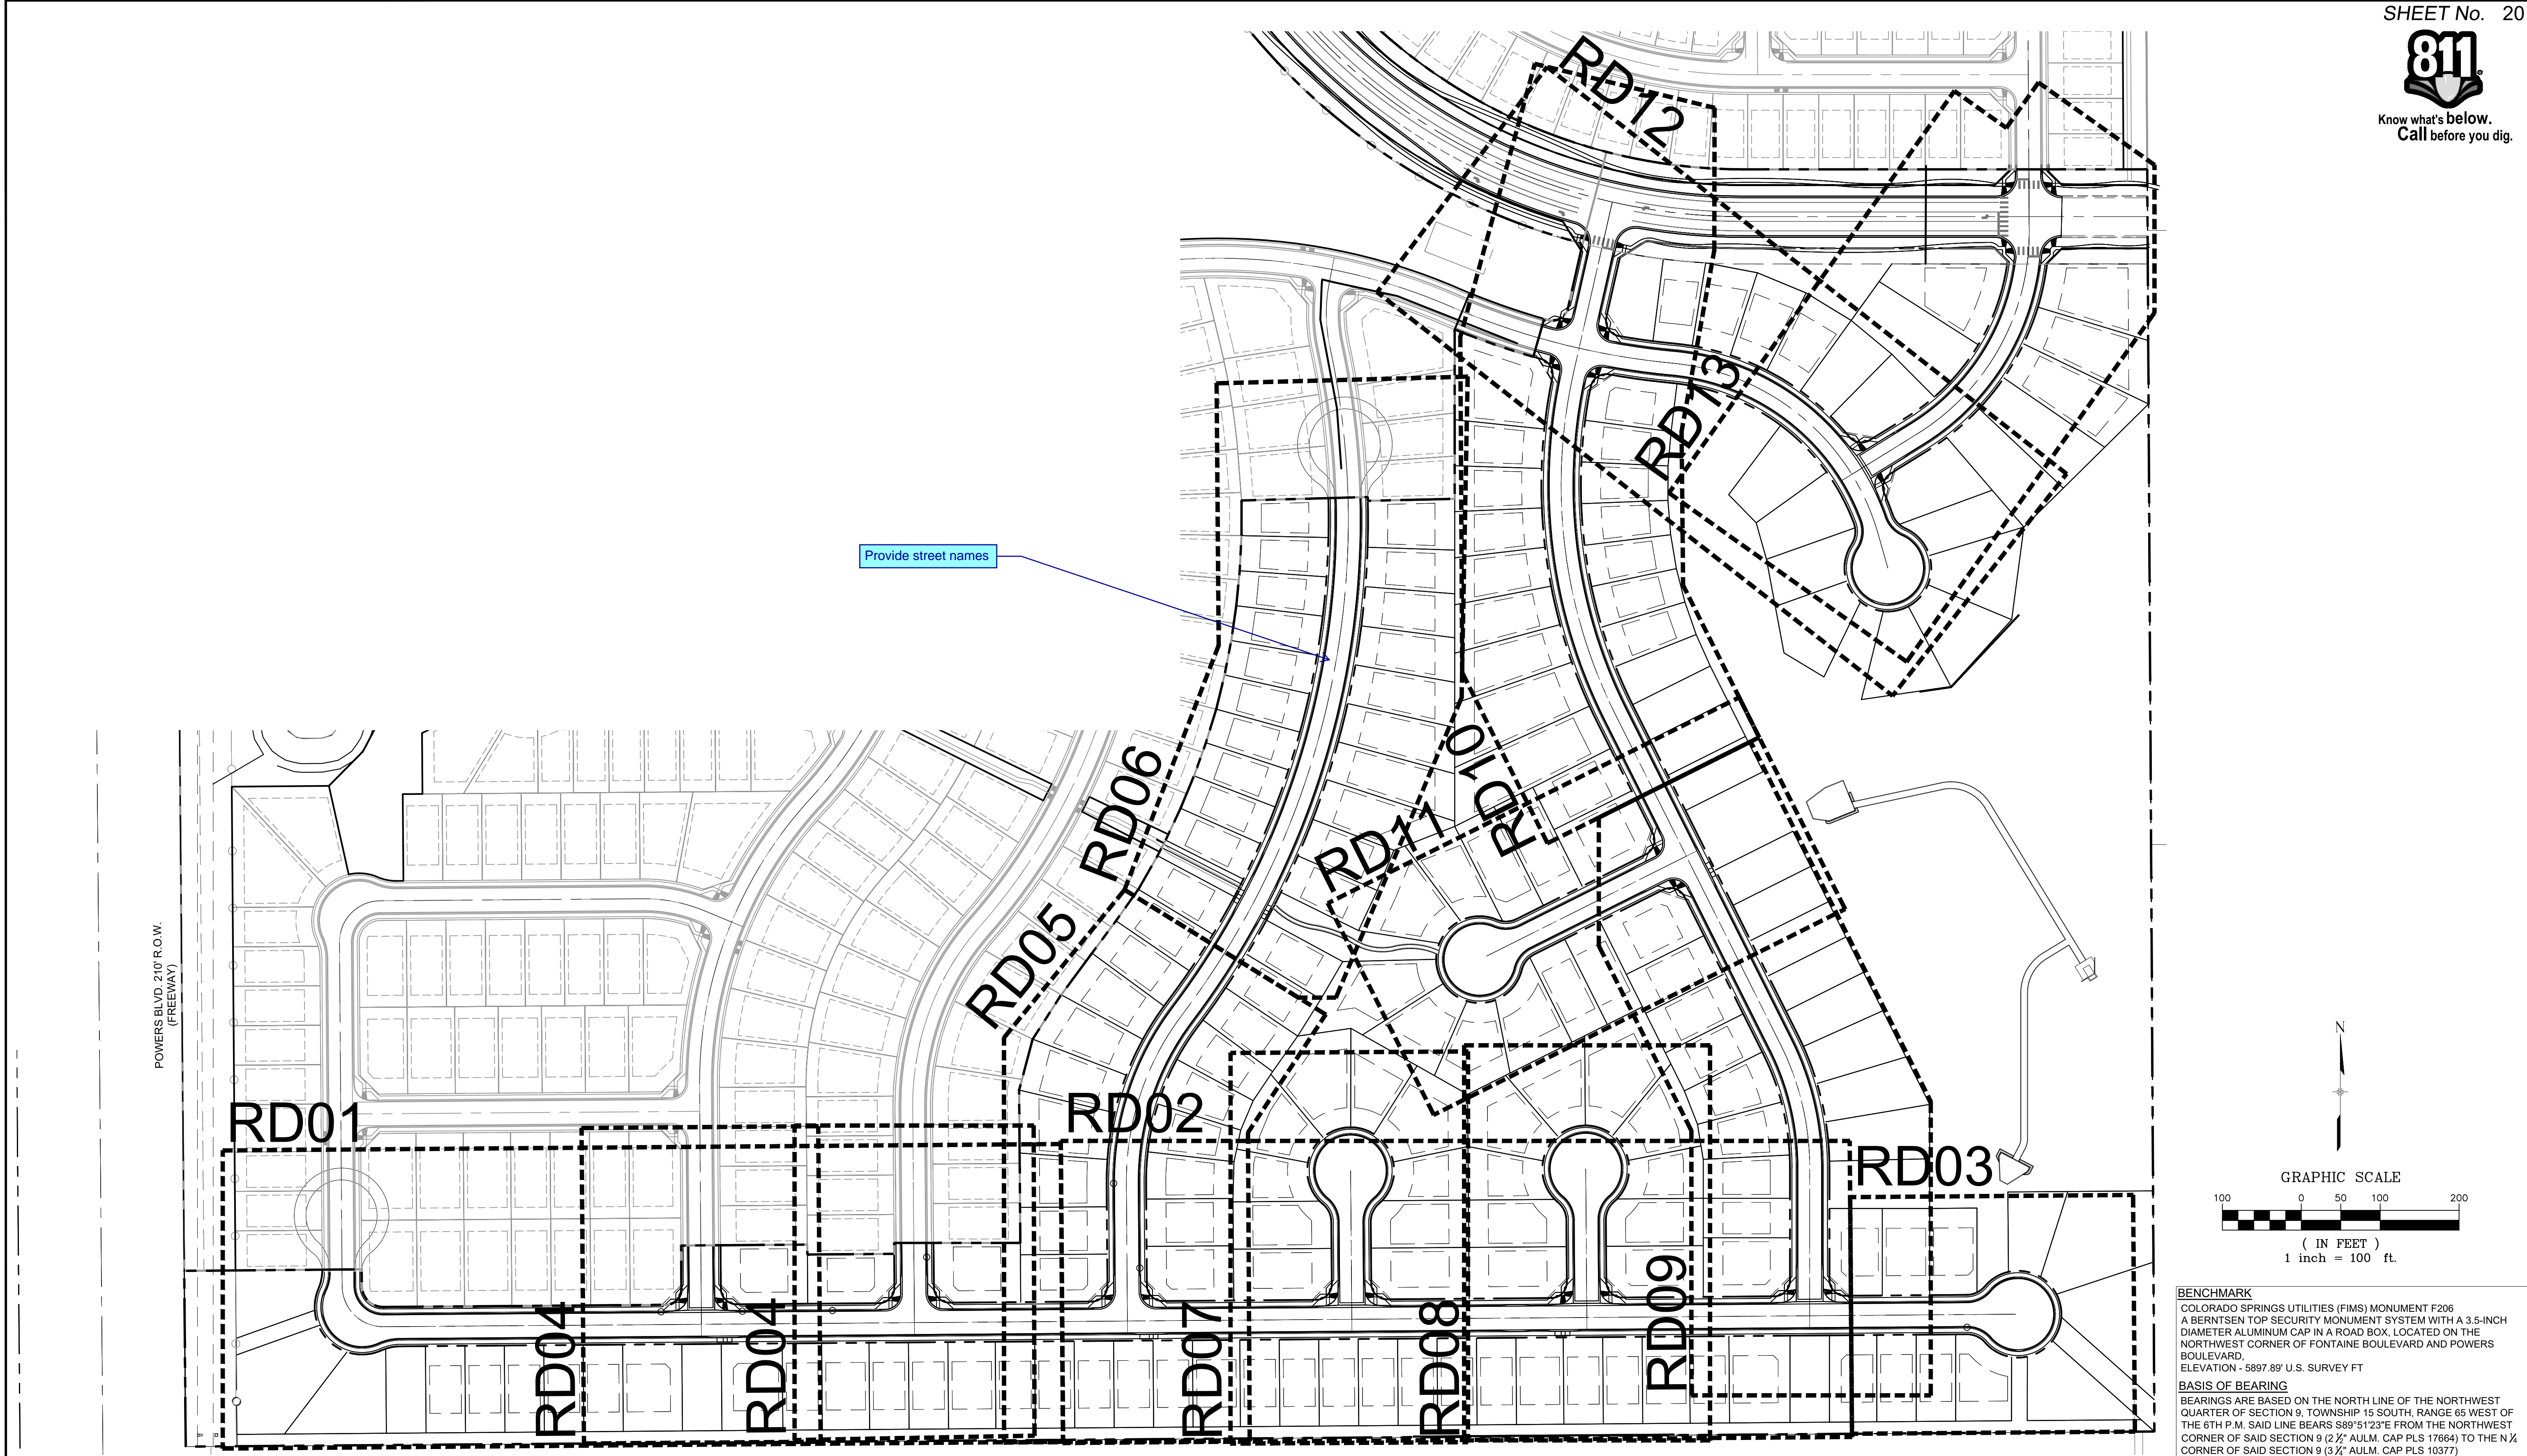 SHEET No. 20
811
Know what's below.
Call before you dig.
RD12
RD13
Provide street names
RD10
RD06
RD11
RD05
POWERS BLVD. 210' R.O.W.
(FREEWAY)
RD01
RD02
RD03
RD04
RD04
RD07
RD08
RD09
N
GRAPHIC SCALE
100 0 50 100 200
( IN FEET )
1 inch = 100 ft.
BENCHMARK
COLORADO SPRINGS UTILITIES (FIMS) MONUMENT F206
A BERNTSEN TOP SECURITY MONUMENT SYSTEM WITH A 3.5-INCH
DIAMETER ALUMINUM CAP IN A ROAD BOX, LOCATED ON THE
NORTHWEST CORNER OF FONTAINE BOULEVARD AND POWERS
BOULEVARD,
ELEVATION - 5897.89' U.S. SURVEY FT
BASIS OF BEARING
BEARINGS ARE BASED ON THE NORTH LINE OF THE NORTHWEST
QUARTER OF SECTION 9, TOWNSHIP 15 SOUTH, RANGE 65 WEST OF
THE 6TH P.M. SAID LINE BEARS S89°51'23"E FROM THE NORTHWEST
CORNER OF SAID SECTION 9 (2 ½" AULM. CAP PLS 17664) TO THE N ¼
CORNER OF SAID SECTION 9 (3 ¼" AULM. CAP PLS 10377)